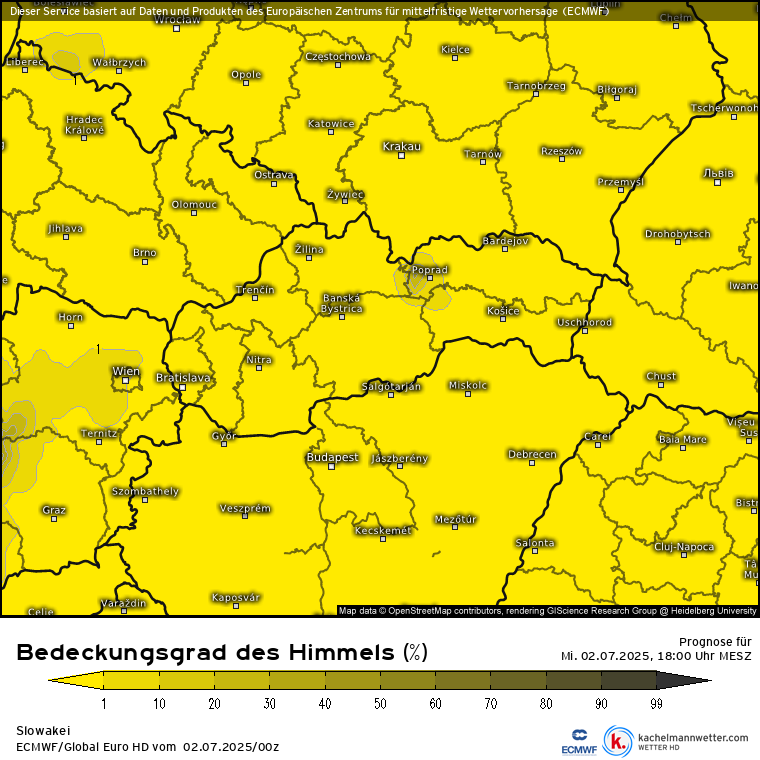 Dieser Service basiert auf Daten und Produkten des Europäischen Zentrums für mittelfristige Wettervorhersage (ECMWF)
Wrocław
Chełm
Kielce
Częstochowa
Liberec
Wałbrzych
Opole
Tarnobrzeg
Biłgoraj
Tscherwonoh
Hradec
Králové
Katowice
Krakau
Tarnów
Rzeszów
Ostrava
Przemyśl
Львів
Żywiec
Olomouc
Jihlava
Drohobytsch
Bardejov
Brno
Žilina
Poprad
Trenčín
Iwano
Banská
Bystrica
Horn
Košice
Uschhorod
1
Nitra
Wien
Bratislava
Chust
Salgótarján
Miskolc
Vișeu
Sus
Ternitz
Győr
Carei
Baia Mare
Budapest
Jászberény
Debrecen
Szombathely
Bistr
Graz
Veszprém
Mezőtúr
Kecskemét
Salonta
Cluj-Napoca
Tâ
Mu
Kaposvár
Varaždin
Celje
Map data © OpenStreetMap contributors, rendering GIScience Research Group @ Heidelberg University
Bedeckungsgrad des Himmels (%)
Prognose für
Mi. 02.07.2025, 18:00 Uhr MESZ
1 10 20 30 40 50 60 70 80 90 99
Slowakei
ECMWF/Global Euro HD vom 02.07.2025/00z
ECMWF
k.
kachelmannwetter.com
WETTER HD